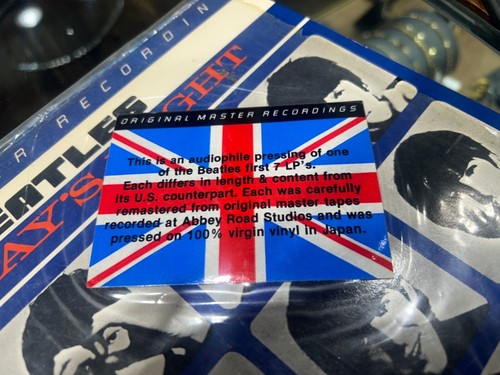 R RECORDIN
EATLES
AY'S
GHT
ORIGINAL MASTER RECORDINGS
This is an audiophile pressing of one
of the Beatles first 7 LP's.
Each differs in length & content from
its U.S. counterpart. Each was carefully
remastered from original master tapes
recorded at Abbey Road Studios and was
pressed on 100% virgin vinyl in Japan.